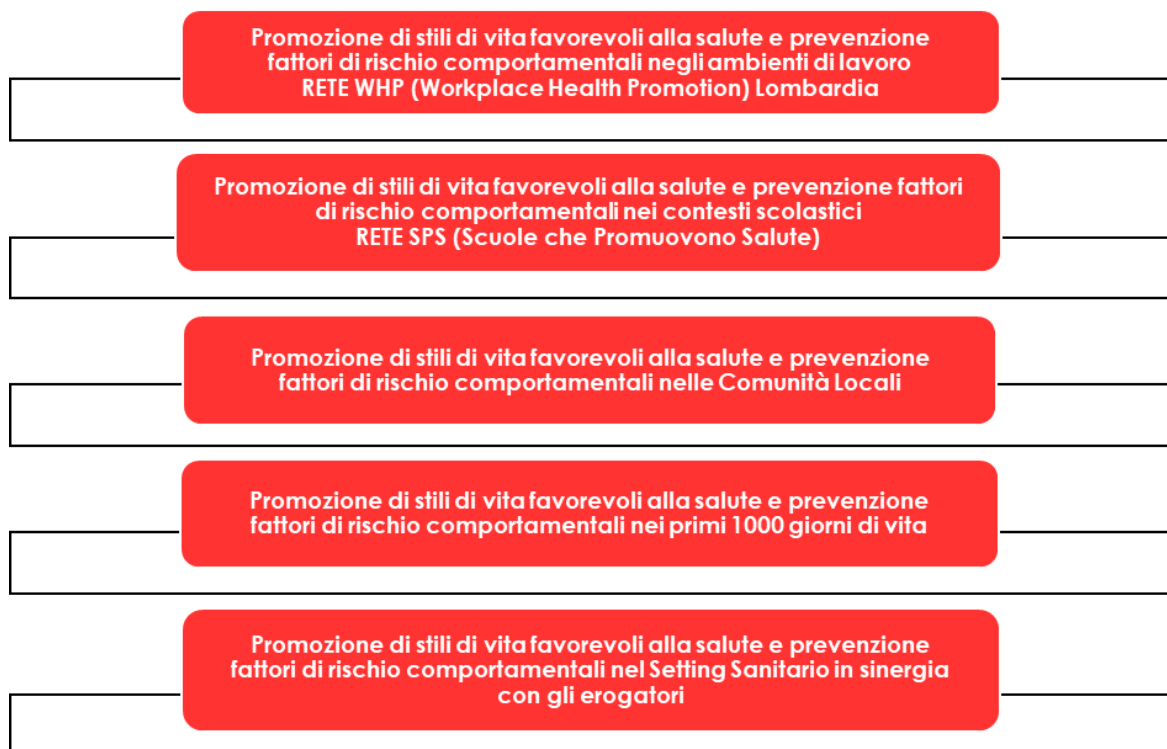 Promozione di stili di vita favorevoli alla salute e prevenzione
fattori di rischio comportamentali negli ambienti di lavoro
RETE WHP (Workplace Health Promotion) Lombardia
Promozione di stili di vita favorevoli alla salute e prevenzione fattori
di rischio comportamentali nei contesti scolastici
RETE SPS (Scuole che Promuovono Salute)
Promozione di stili di vita favorevoli alla salute e prevenzione
fattori di rischio comportamentali nelle Comunità Locali
Promozione di stili di vita favorevoli alla salute e prevenzione
fattori di rischio comportamentali nei primi 1000 giorni di vita
Promozione di stili di vita favorevoli alla salute e prevenzione
fattori di rischio comportamentali nel Setting Sanitario in sinergia
con gli erogatori